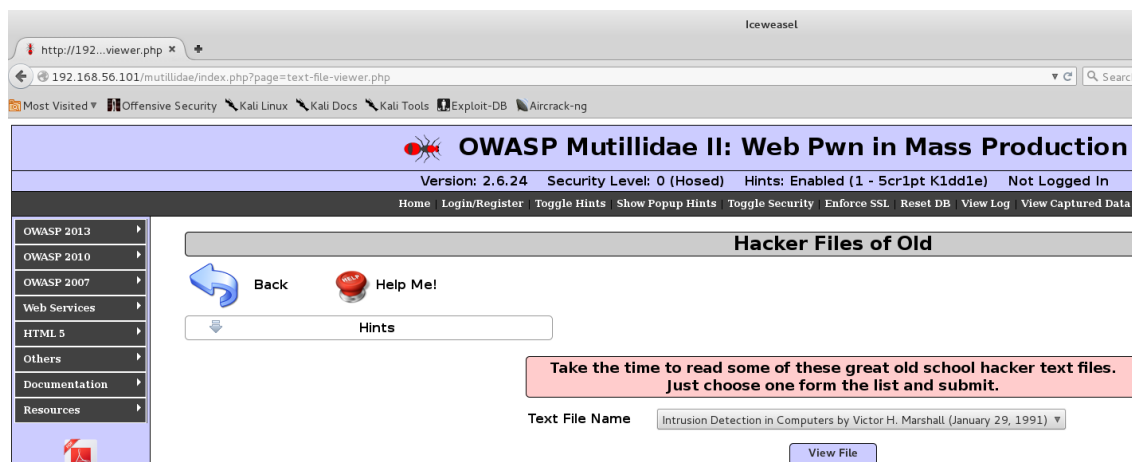 Iceweasel
http://192...viewer.php
192.168.56.101/mutillidae/index.php?page=text-file-viewer.php
Searc
Most Visited Offensive Security Kali Linux Kali Docs Kali Tools Exploit-DB Aircrack-ng
OWASP Mutillidae II: Web Pwn in Mass Production
Version: 2.6.24 Security Level: 0 (Hosed) Hints: Enabled (1 - 5cr1pt K1dd1e) Not Logged In
Home | Login/Register | Toggle Hints | Show Popup Hints | Toggle Security | Enforce SSL | Reset DB | View Log | View Captured Data
OWASP 2013
OWASP 2010
OWASP 2007
Web Services
HTML 5
Others
Documentation
Resources
Hacker Files of Old
Back
HELP
Help Me!
Hints
Take the time to read some of these great old school hacker text files.
Just choose one form the list and submit.
Text File Name
Intrusion Detection in Computers by Victor H. Marshall (January 29, 1991)
View File